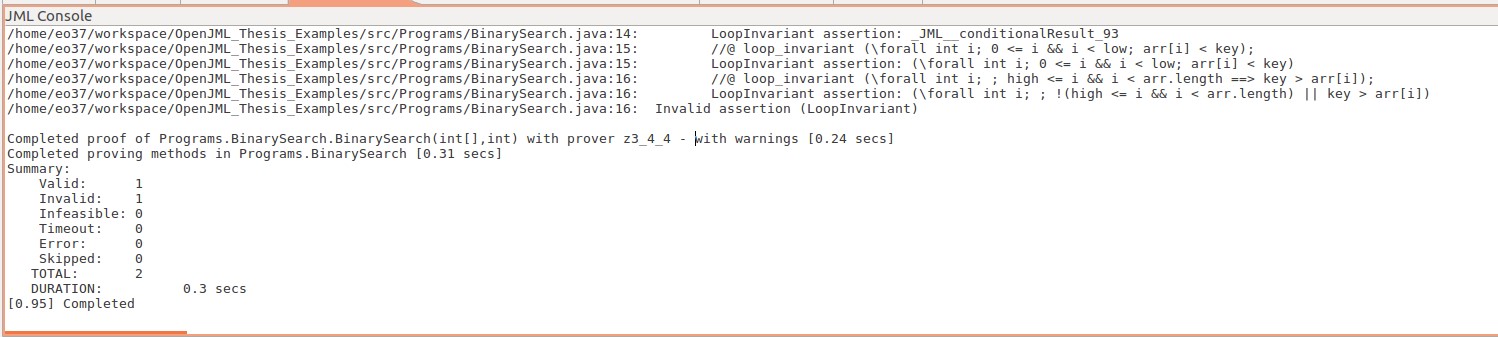 JML Console
/home/eo37/workspace/OpenJML_Thesis_Examples/src/Programs/BinarySearch.java:14:         LoopInvariant assertion: _JML__conditionalResult_93
/home/eo37/workspace/OpenJML_Thesis_Examples/src/Programs/BinarySearch.java:15:         //@ loop_invariant (\forall int i; 0 <= i && i < low; arr[i] < key);
/home/eo37/workspace/OpenJML_Thesis_Examples/src/Programs/BinarySearch.java:15:         LoopInvariant assertion: (\forall int i; 0 <= i && i < low; arr[i] < key)
/home/eo37/workspace/OpenJML_Thesis_Examples/src/Programs/BinarySearch.java:16:         //@ loop_invariant (\forall int i; ; high <= i && i < arr.length ==> key > arr[i]);
/home/eo37/workspace/OpenJML_Thesis_Examples/src/Programs/BinarySearch.java:16:         LoopInvariant assertion: (\forall int i; ; !(high <= i && i < arr.length) || key > arr[i])
/home/eo37/workspace/OpenJML_Thesis_Examples/src/Programs/BinarySearch.java:16:  Invalid assertion (LoopInvariant)
Completed proof of Programs.BinarySearch.BinarySearch(int[],int) with prover z3_4_4 - with warnings [0.24 secs]
Completed proving methods in Programs.BinarySearch [0.31 secs]
Summary:
    Valid:      1
    Invalid:    1
    Infeasible: 0
    Timeout:    0
    Error:      0
    Skipped:    0
   TOTAL:       2
   DURATION:          0.3 secs
[0.95] Completed